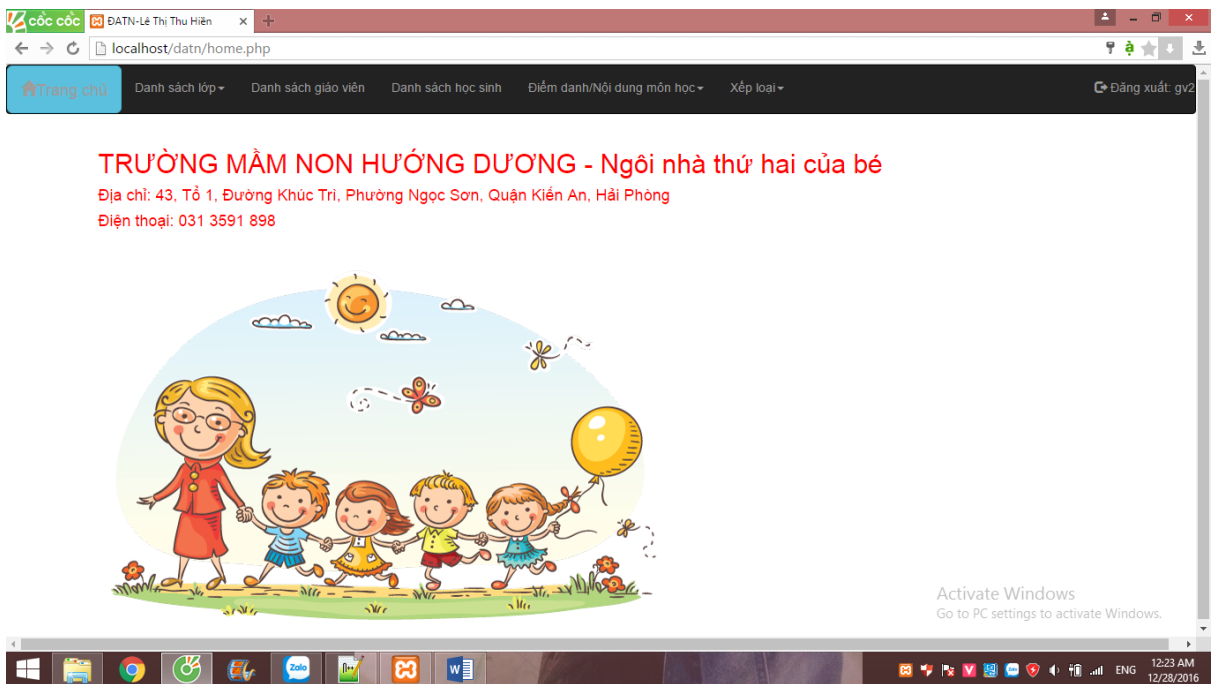 cốc cốc
ĐATN-Lê Thị Thu Hiền
localhost/datn/home.php
Trang chủ Danh sách lớp Danh sách giáo viên Danh sách học sinh Điểm danh/Nội dung môn học Xếp loại Đăng xuất: gv2
TRƯỜNG MẦM NON HƯỚNG DƯƠNG - Ngôi nhà thứ hai của bé
Địa chỉ: 43, Tổ 1, Đường Khúc Trì, Phường Ngọc Sơn, Quận Kiến An, Hải Phòng
Điện thoại: 031 3591 898
Activate Windows
Go to PC settings to activate Windows.
Zalo
ENG
12:23 AM
12/28/2016